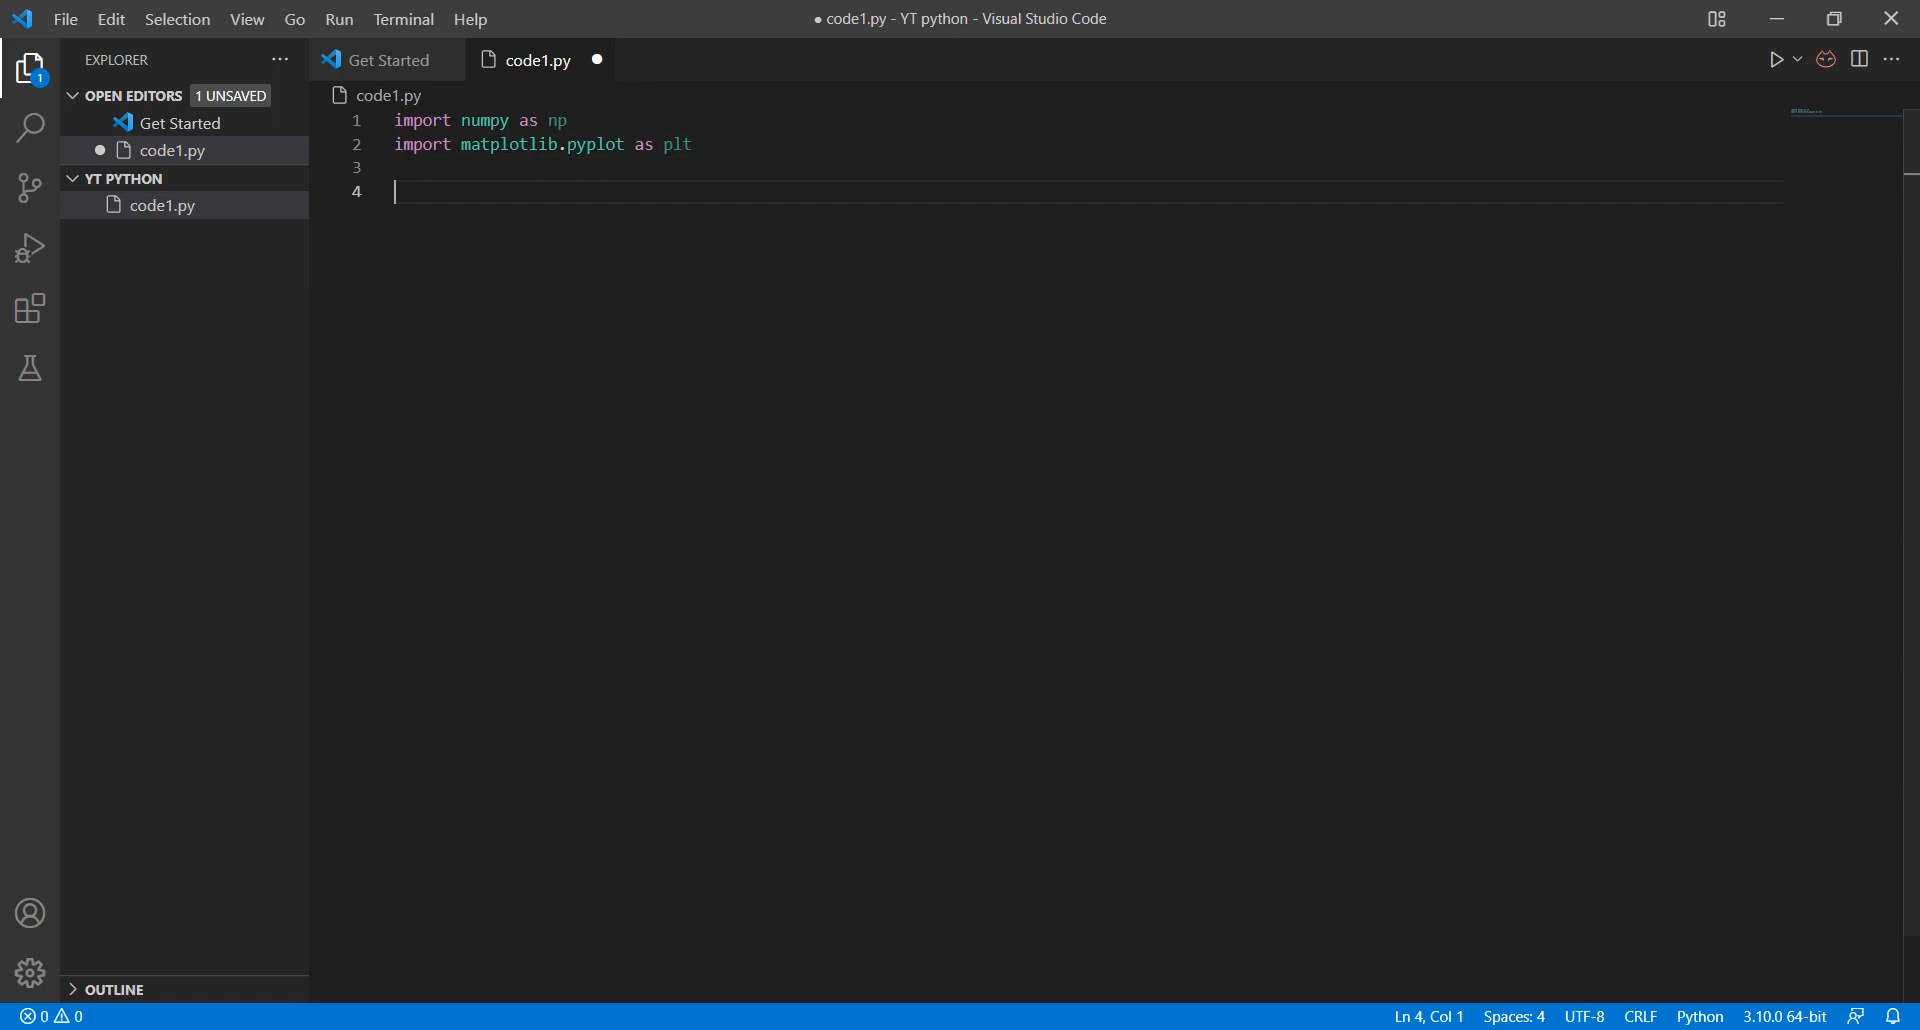 File Edit Selection View Go Run Terminal Help
● code1.py - YT python - Visual Studio Code
1
EXPLORER
OPEN EDITORS 1 UNSAVED
Get Started
code1.py
YT PYTHON
code1.py
OUTLINE
Get Started code1.py
code1.py
1 import numpy as np
2 import matplotlib.pyplot as plt
3
4
0 0
Ln 4, Col 1 Spaces: 4 UTF-8 CRLF Python 3.10.0 64-bit